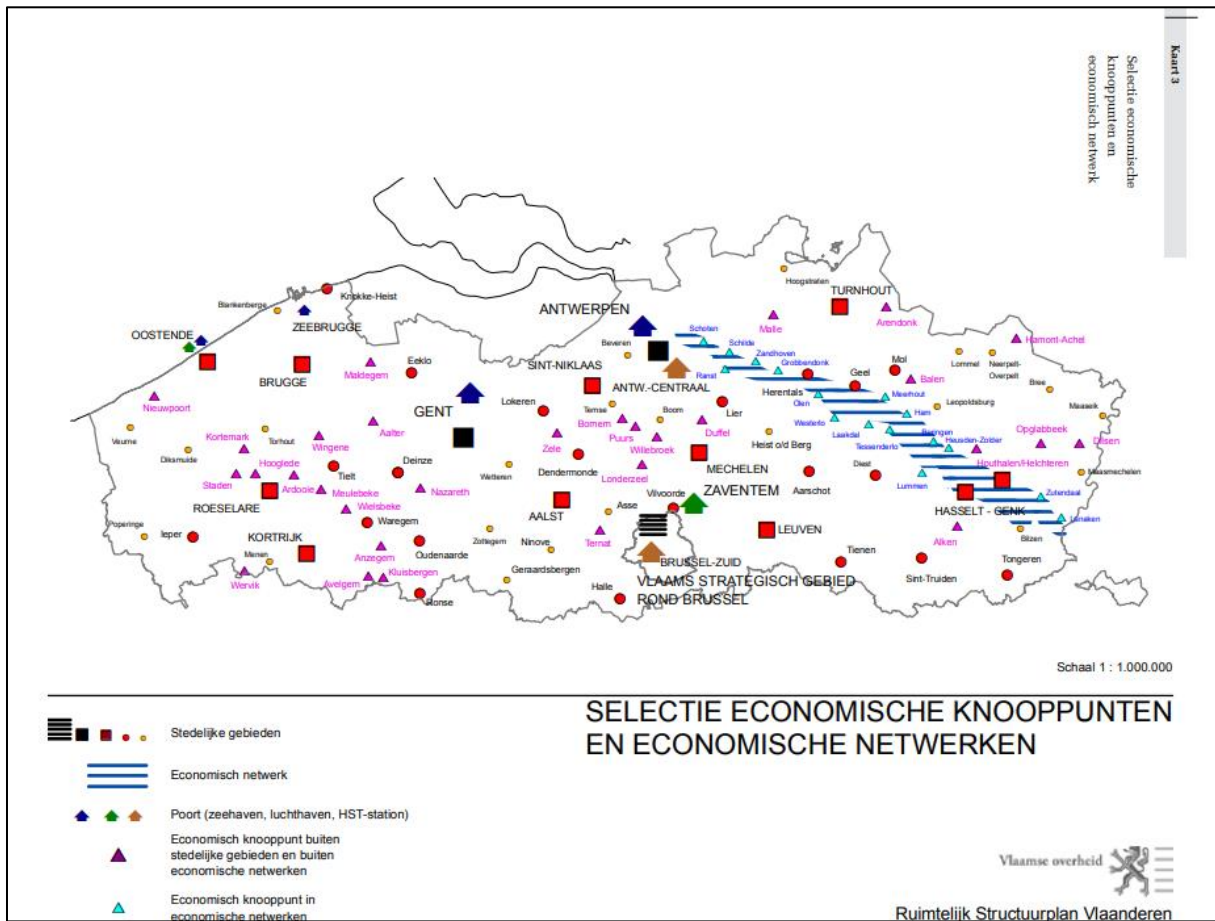 Kaart 3
Selectie economische
knooppunten en
economisch netwerk
Hoogstraten
TURNHOUT
Knokke-Heist
Blankenberge
ZEEBRUGGE
ANTWERPEN
Malle
Arendonk
OOSTENDE
Schoten
Hamont-Achel
Beveren
Schilde
Zandhoven
Lommel
Neerpelt-
Overpelt
Mol
BRUGGE
Maldegem
Eeklo
SINT-NIKLAAS
ANTW.-CENTRAAL
Ranst
Grobbendonk
Geel
Balen
Bree
Nieuwpoort
GENT
Lokeren
Temse
Boom
Lier
Herentals
Olen
Meerhout
Leopoldsburg
Maaseik
Bornem
Ham
Veurne
Kortemark
Torhout
Wingene
Aalter
Zele
Puurs
Willebroek
Duffel
Westerlo
Heist o/d Berg
Laakdal
Beringen
Opglabbeek
Dilsen
Diksmuide
Hooglede
Tessenderlo
Heusden-Zolder
Staden
Ardooie
Tielt
Deinze
Wetteren
Dendermonde
Londerzeel
MECHELEN
Aarschot
Diest
Lummen
Houthalen/Helchteren
Maasmechelen
Meulebeke
Nazareth
Vilvoorde
ZAVENTEM
Zutendaal
ROESELARE
Wielsbeke
AALST
Asse
HASSELT - GENK
Lanaken
Poperinge
Ieper
KORTRIJK
Waregem
Zottegem
Ninove
Ternat
LEUVEN
Alken
Bilzen
Menen
Anzegem
Oudenaarde
BRUSSEL-ZUID
Tienen
Tongeren
Wervik
Avelgem
Kluisbergen
Geraardsbergen
VLAAMS STRATEGISCH GEBIED
ROND BRUSSEL
Sint-Truiden
Ronse
Halle
Schaal 1 : 1.000.000
SELECTIE ECONOMISCHE KNOOPPUNTEN
EN ECONOMISCHE NETWERKEN
Stedelijke gebieden
Economisch netwerk
Poort (zeehaven, luchthaven, HST-station)
Economisch knooppunt buiten
stedelijke gebieden en buiten
economische netwerken
Economisch knooppunt in
economische netwerken
Vlaamse overheid
Ruimtelijk Structuurplan Vlaanderen